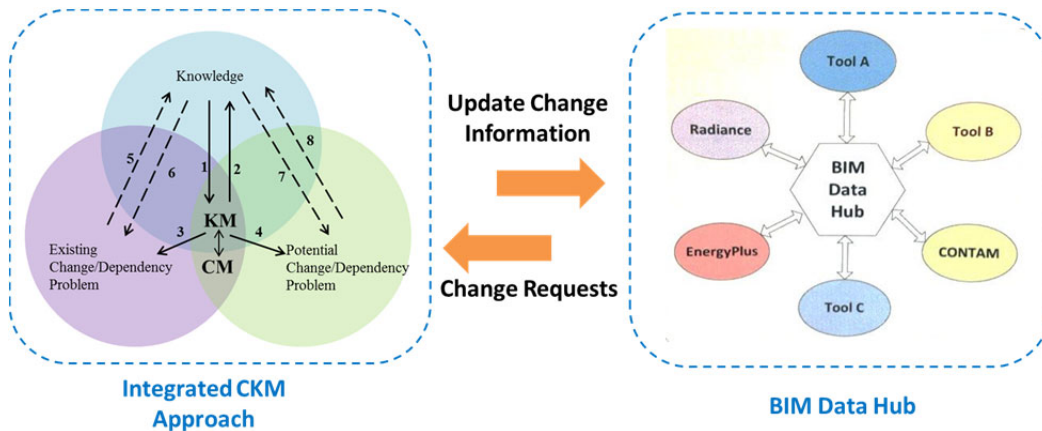 Knowledge
5
6
1
2
8
7
KM
3
4
CM
Existing
Change/Dependency
Problem
Potential
Change/Dependency
Problem
Integrated CKM
Approach
Update Change
Information
Change Requests
Tool A
Radiance
Tool B
BIM
Data
Hub
EnergyPlus
CONTAM
Tool C
BIM Data Hub